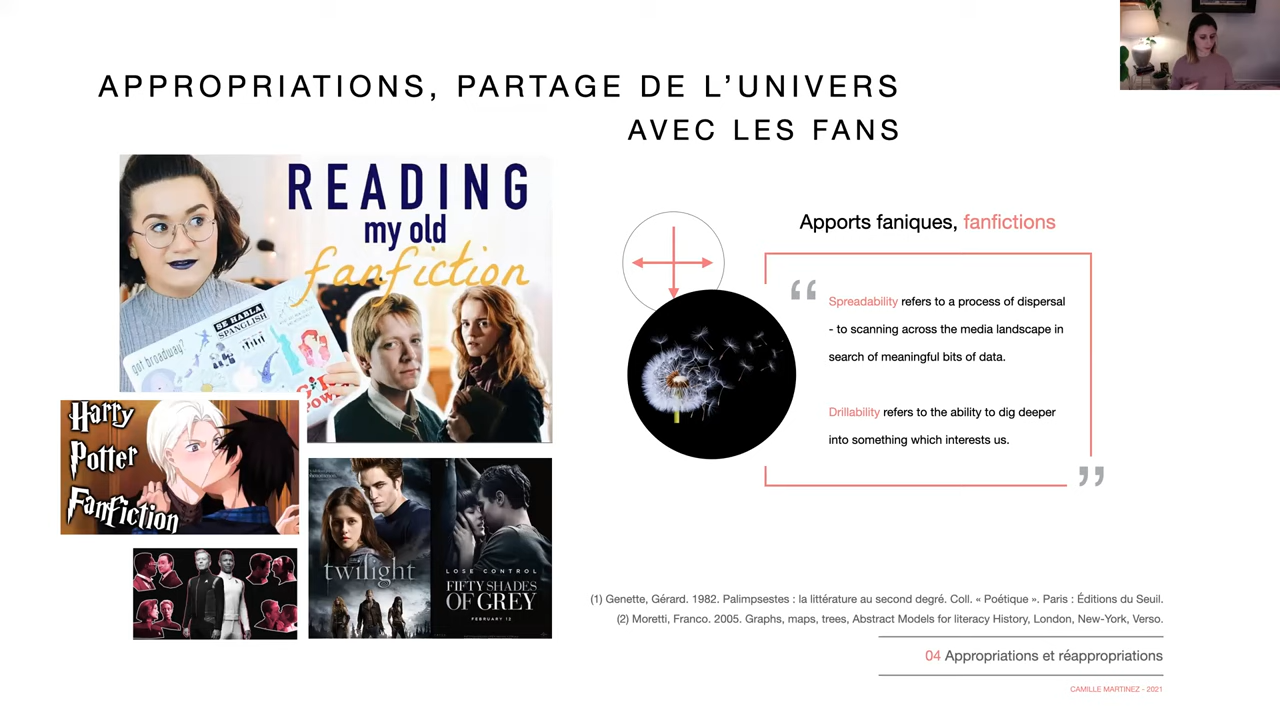 APPROPRIATIONS, PARTAGE DE L’UNIVERS
AVEC LES FANS
READING
my old
fanfiction
SE HABLA
SPANGLISH
got broadway?
Harry
Potter
Fanfiction
twilight
LOSE CONTROL
FIFTY SHADES
OF GREY
FEBRUARY 12
Apports faniques, fanfictions
“
Spreadability refers to a process of dispersal
- to scanning across the media landscape in
search of meaningful bits of data.
Drillability refers to the ability to dig deeper
into something which interests us.
”
(1) Genette, Gérard. 1982. Palimpsestes : la littérature au second degré. Coll. « Poétique ». Paris : Éditions du Seuil.
(2) Moretti, Franco. 2005. Graphs, maps, trees, Abstract Models for literacy History, London, New-York, Verso.
04 Appropriations et réappropriations
CAMILLE MARTINEZ - 2021